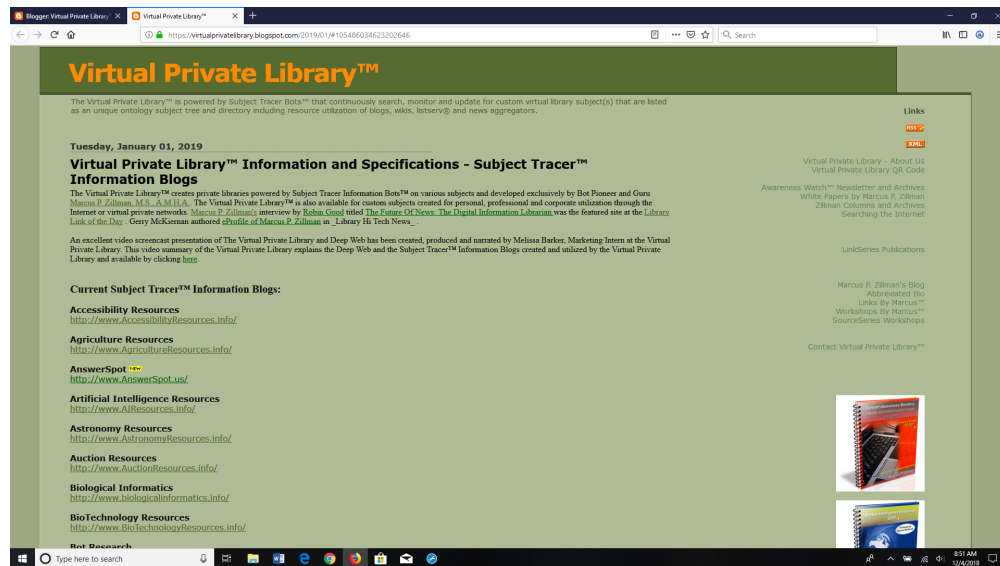 Blogger: Virtual Private Library
Virtual Private Library™
https://virtualprivatelibrary.blogspot.com/2019/01/#105486034623202646
Search
Virtual Private Library™
The Virtual Private Library™ is powered by Subject Tracer Bots™ that continuously search, monitor and update for custom virtual library subject(s) that are listed
as an unique ontology subject tree and directory including resource utilization of blogs, wikis, listserv® and news aggregators.
Tuesday, January 01, 2019
Virtual Private Library™ Information and Specifications - Subject Tracer™
Information Blogs
The Virtual Private Library™ creates private libraries powered by Subject Tracer Information Bots™ on various subjects and developed exclusively by Bot Pioneer and Guru
Marcus P. Zillman, M.S., A.M.H.A.. The Virtual Private Library™ is also available for custom subjects created for personal, professional and corporate utilization through the
Internet or virtual private networks. Marcus P. Zillman's interview by Robin Good titled The Future Of News: The Digital Information Librarian was the featured site at the Library
Link of the Day. Gerry McKiernan authored eProfile of Marcus P. Zillman in _Library Hi Tech News_ .
An excellent video screencast presentation of The Virtual Private Library and Deep Web has been created, produced and narrated by Melissa Barker, Marketing Intern at the Virtual
Private Library. This video summary of the Virtual Private Library explains the Deep Web and the Subject Tracer™ Information Blogs created and utilized by the Virtual Private
Library and available by clicking here.
Current Subject Tracer™ Information Blogs:
Accessibility Resources
http://www.AccessibilityResources.info/
Agriculture Resources
http://www.AgricultureResources.info/
AnswerSpot NEW
http://www.AnswerSpot.us/
Artificial Intelligence Resources
http://www.AIResources.info/
Astronomy Resources
http://www.AstronomyResources.info/
Auction Resources
http://www.AuctionResources.info/
Biological Informatics
http://www.biologicalinformatics.info/
BioTechnology Resources
http://www.BioTechnologyResources.info/
Bot Research
Links
RSS
XML
Virtual Private Library - About Us
Virtual Private Library QR Code
Awareness Watch™ Newsletter and Archives
White Papers by Marcus P. Zillman
Zillman Columns and Archives
Searching the Internet
LinkSeries Publications
Marcus P. Zillman's Blog
Abbreviated Bio
Links By Marcus™
Workshops By Marcus™
SourceSeries Workshops
Contact Virtual Private Library™
Type here to search
8:51 AM
12/4/2018